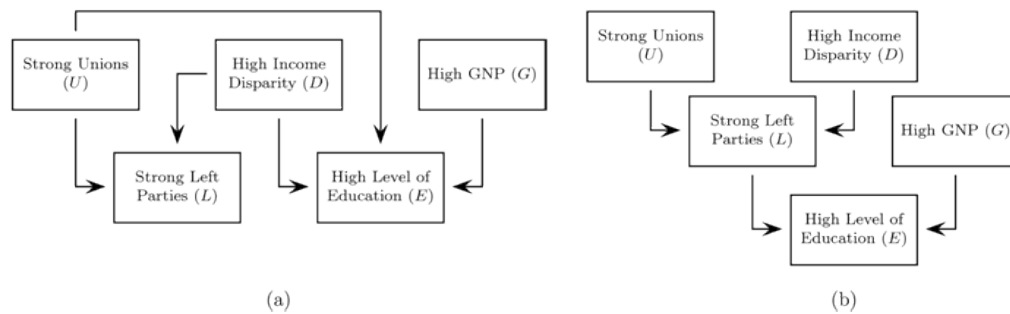 Strong Unions
(U)
High Income
Disparity (D)
High GNP (G)
Strong Left
Parties (L)
High Level of
Education (E)
(a)
Strong Unions
(U)
High Income
Disparity (D)
Strong Left
Parties (L)
High GNP (G)
High Level of
Education (E)
(b)